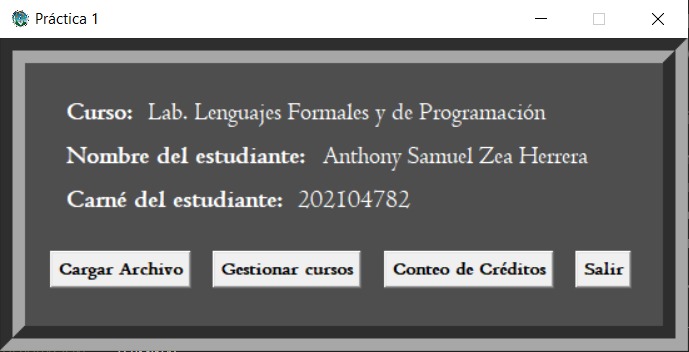 Práctica 1
Curso: Lab. Lenguajes Formales y de Programación
Nombre del estudiante: Anthony Samuel Zea Herrera
Carné del estudiante: 202104782
Cargar Archivo Gestionar cursos Conteo de Créditos Salir